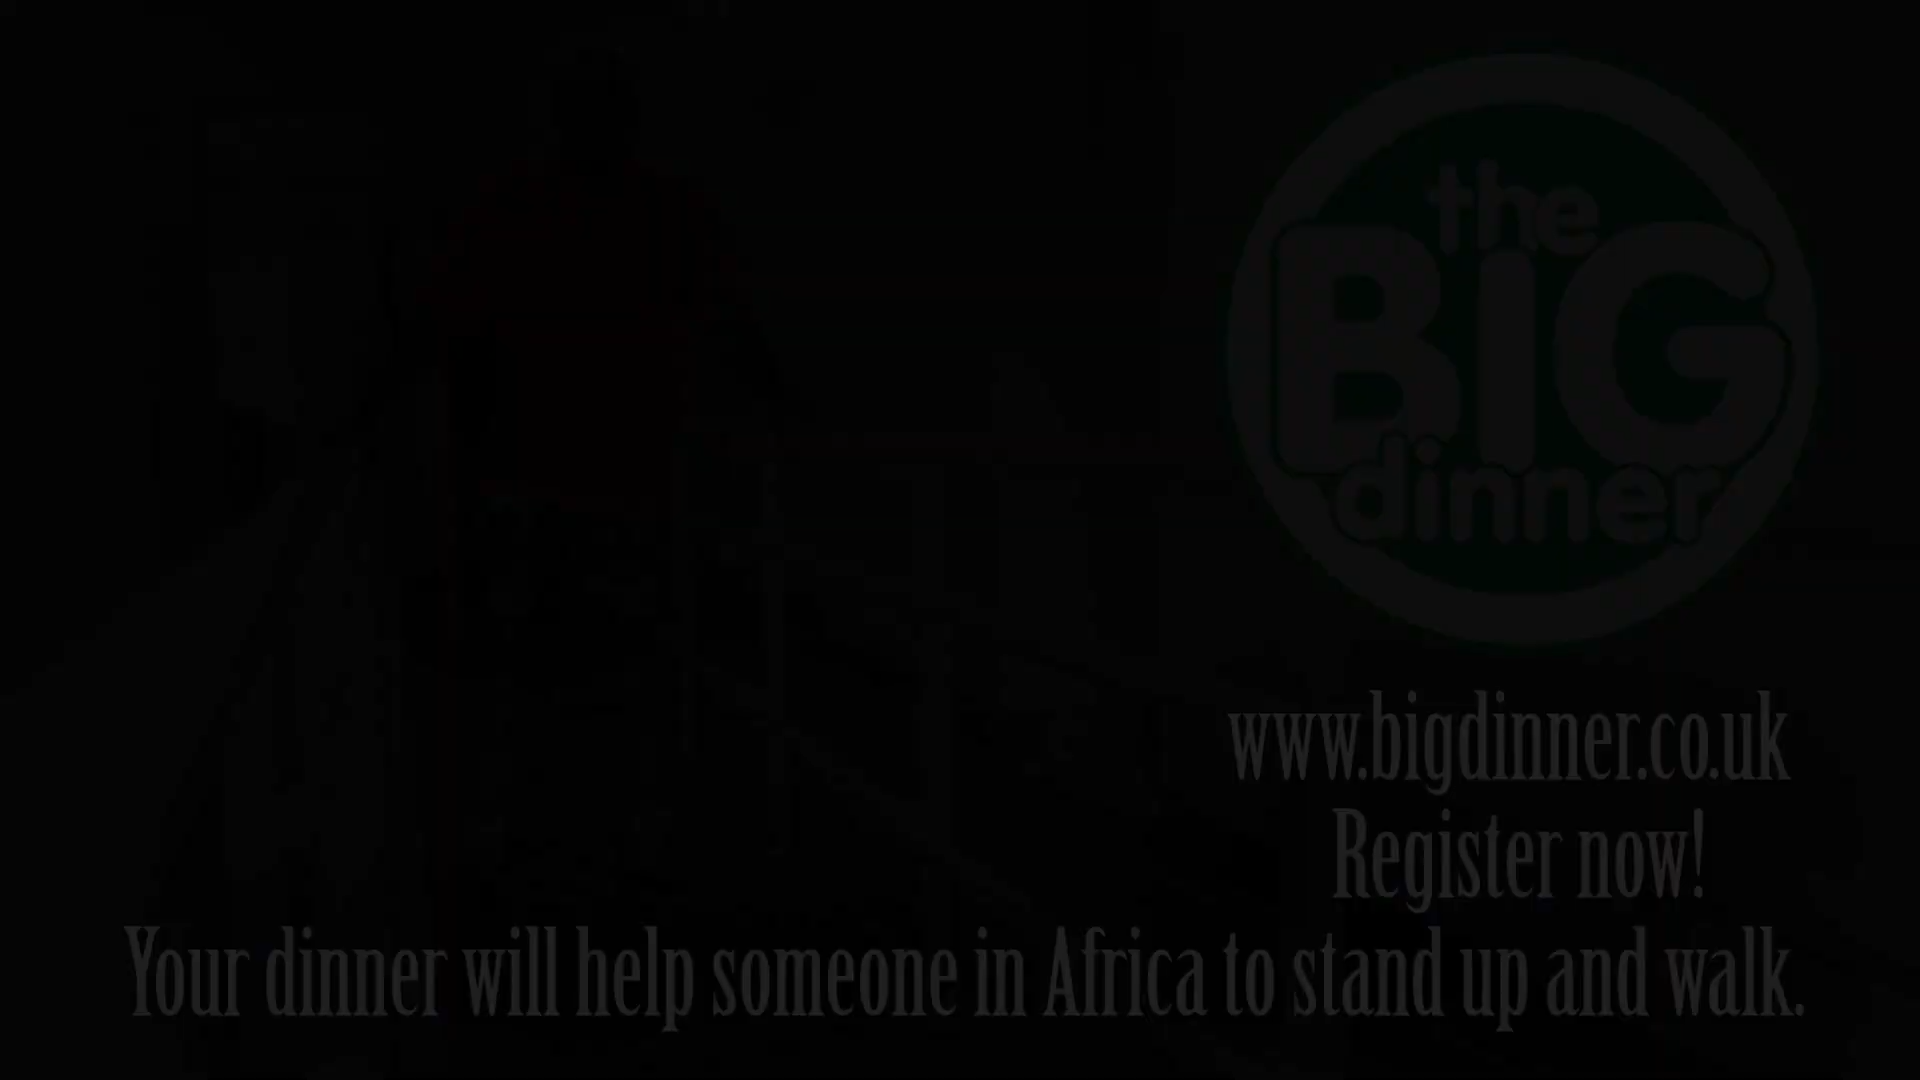 the
BIG
dinner
www.bigdinner.co.uk
Register now!
Your dinner will help someone in Africa to stand up and walk.